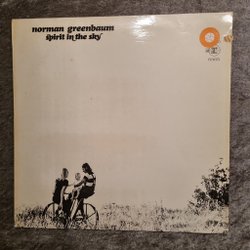 norman greenbaum
spirit in the sky